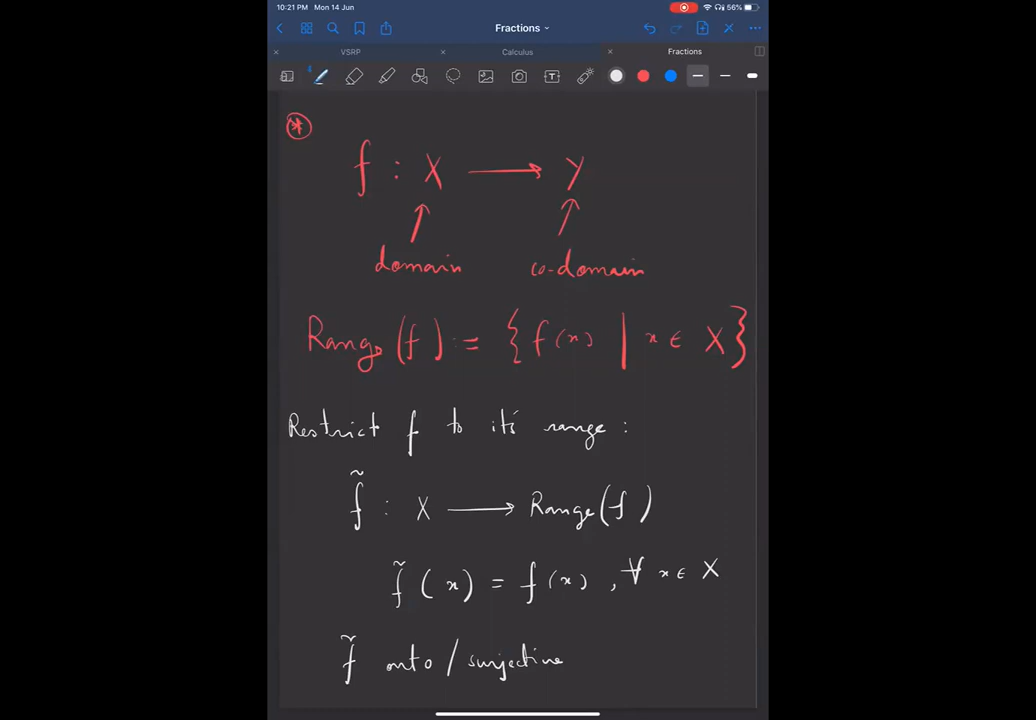 10:21 PM Mon 14 Jun 56%
Fractions
VSRP Calculus Fractions
f : X ⟶ Y
domain co-domain
Range(f) := {f(x) | x ∈ X}
Restrict f to it's range :
f̃ : X ⟶ Range(f)
f̃(x) = f(x), ∀ x ∈ X
f̃ onto / surjective